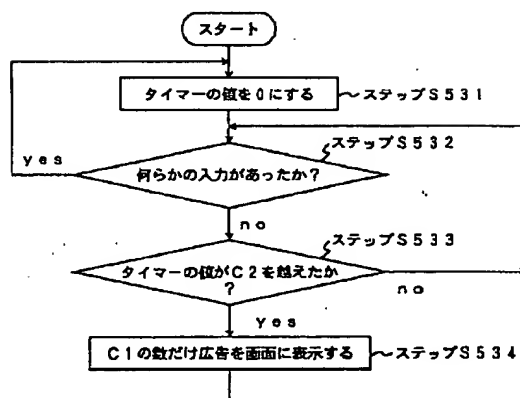 スタート
タイマーの値を0にする
ステップS531
ステップS532
yes
何らかの入力があったか?
no
ステップS533
タイマーの値がC2を越えたか
?
no
yes
C1の数だけ広告を画面に表示する
ステップS534